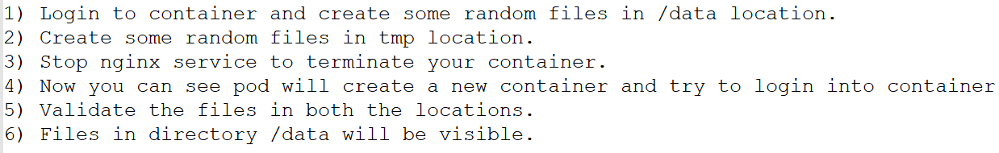 1) Login to container and create some random files in /data location.
2) Create some random files in tmp location.
3) Stop nginx service to terminate your container.
4) Now you can see pod will create a new container and try to login into container
5) Validate the files in both the locations.
6) Files in directory /data will be visible.